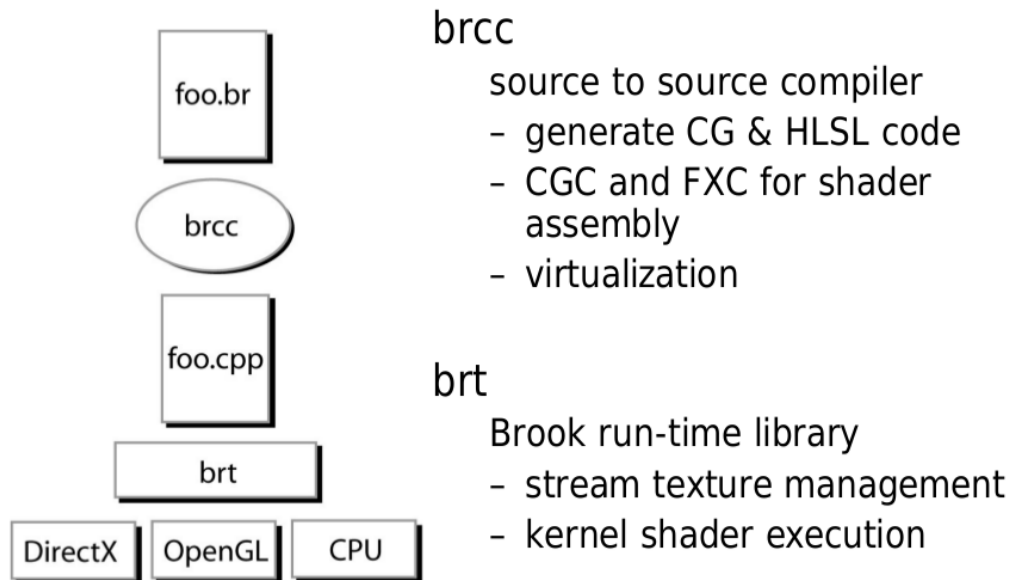 foo.br
brcc
foo.cpp
brt
DirectX
OpenGL
CPU
brcc
source to source compiler
– generate CG & HLSL code
– CGC and FXC for shader
assembly
– virtualization
brt
Brook run-time library
– stream texture management
– kernel shader execution